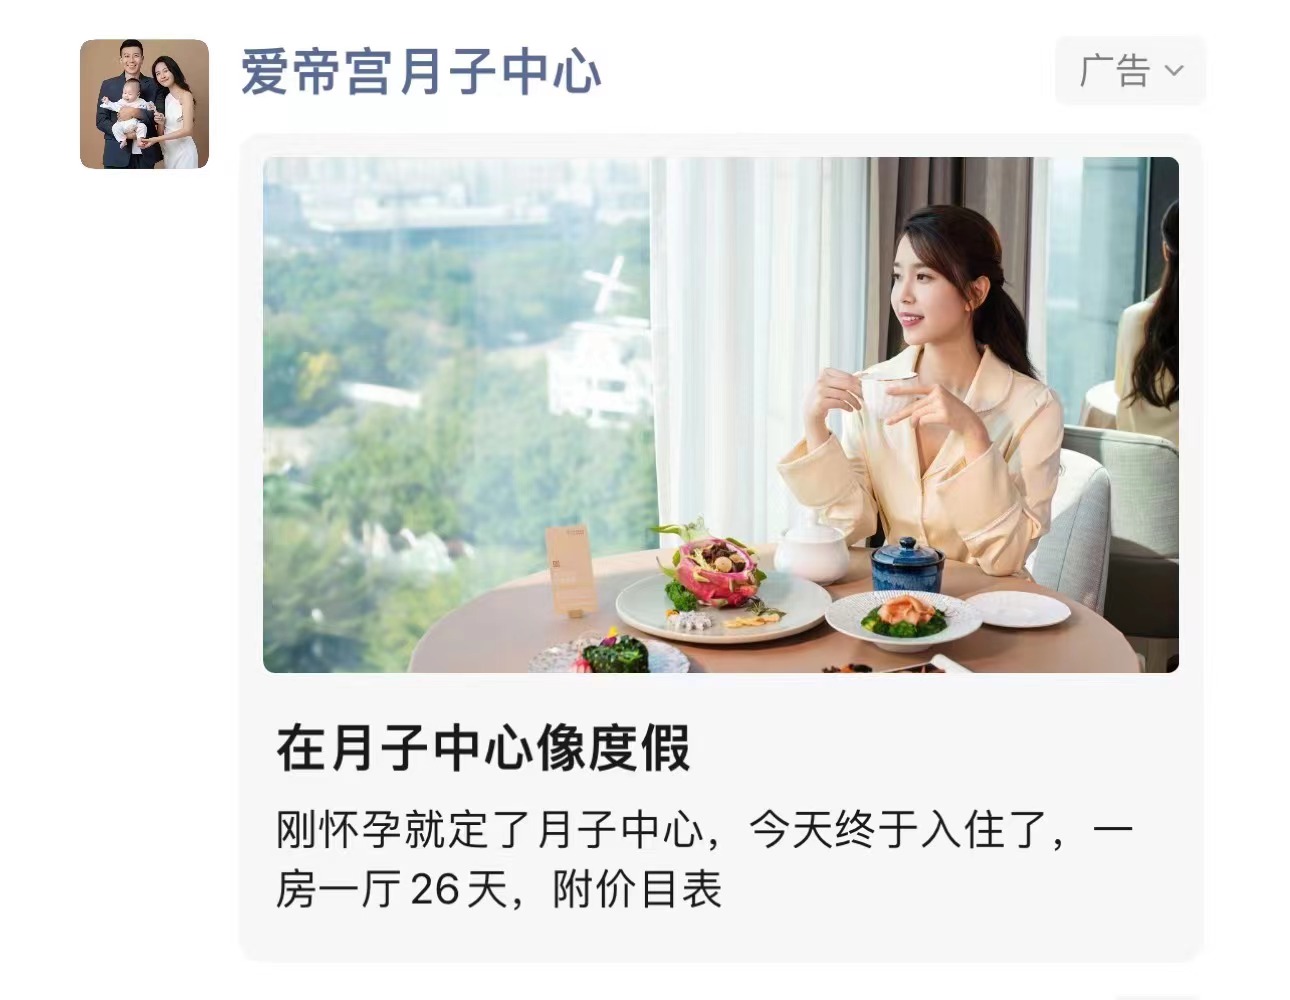 爱帝宫月子中心
广告
在月子中心像度假
刚怀孕就定了月子中心，今天终于入住了，一
房一厅26天，附价目表